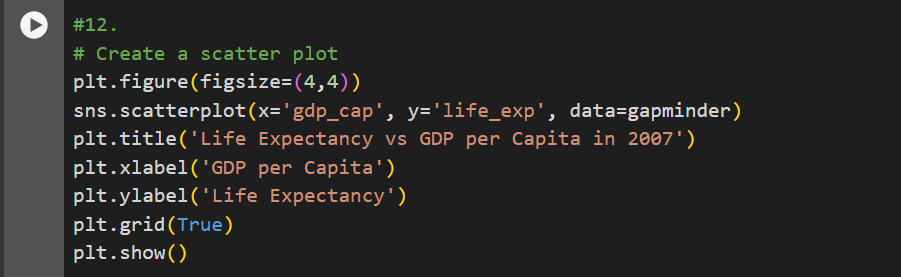 #12.
# Create a scatter plot
plt.figure(figsize=(4,4))
sns.scatterplot(x='gdp_cap', y='life_exp', data=gapminder)
plt.title('Life Expectancy vs GDP per Capita in 2007')
plt.xlabel('GDP per Capita')
plt.ylabel('Life Expectancy')
plt.grid(True)
plt.show()